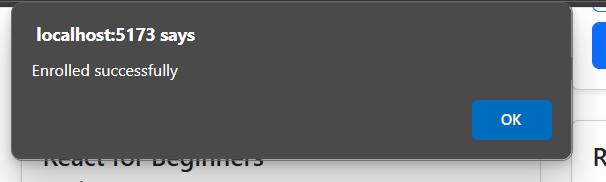 localhost:5173 says
Enrolled successfully
OK
React for Beginners
R